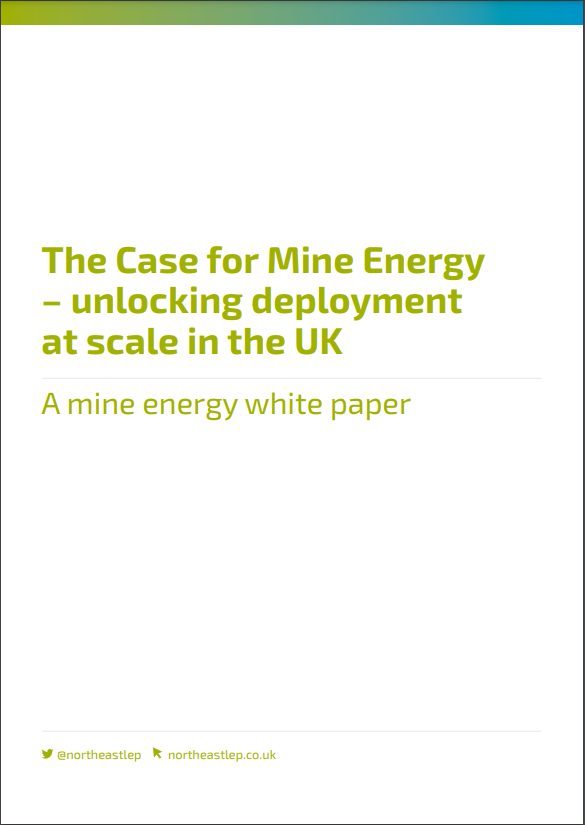 The Case for Mine Energy
– unlocking deployment
at scale in the UK
A mine energy white paper
@northeastlep northeastlep.co.uk